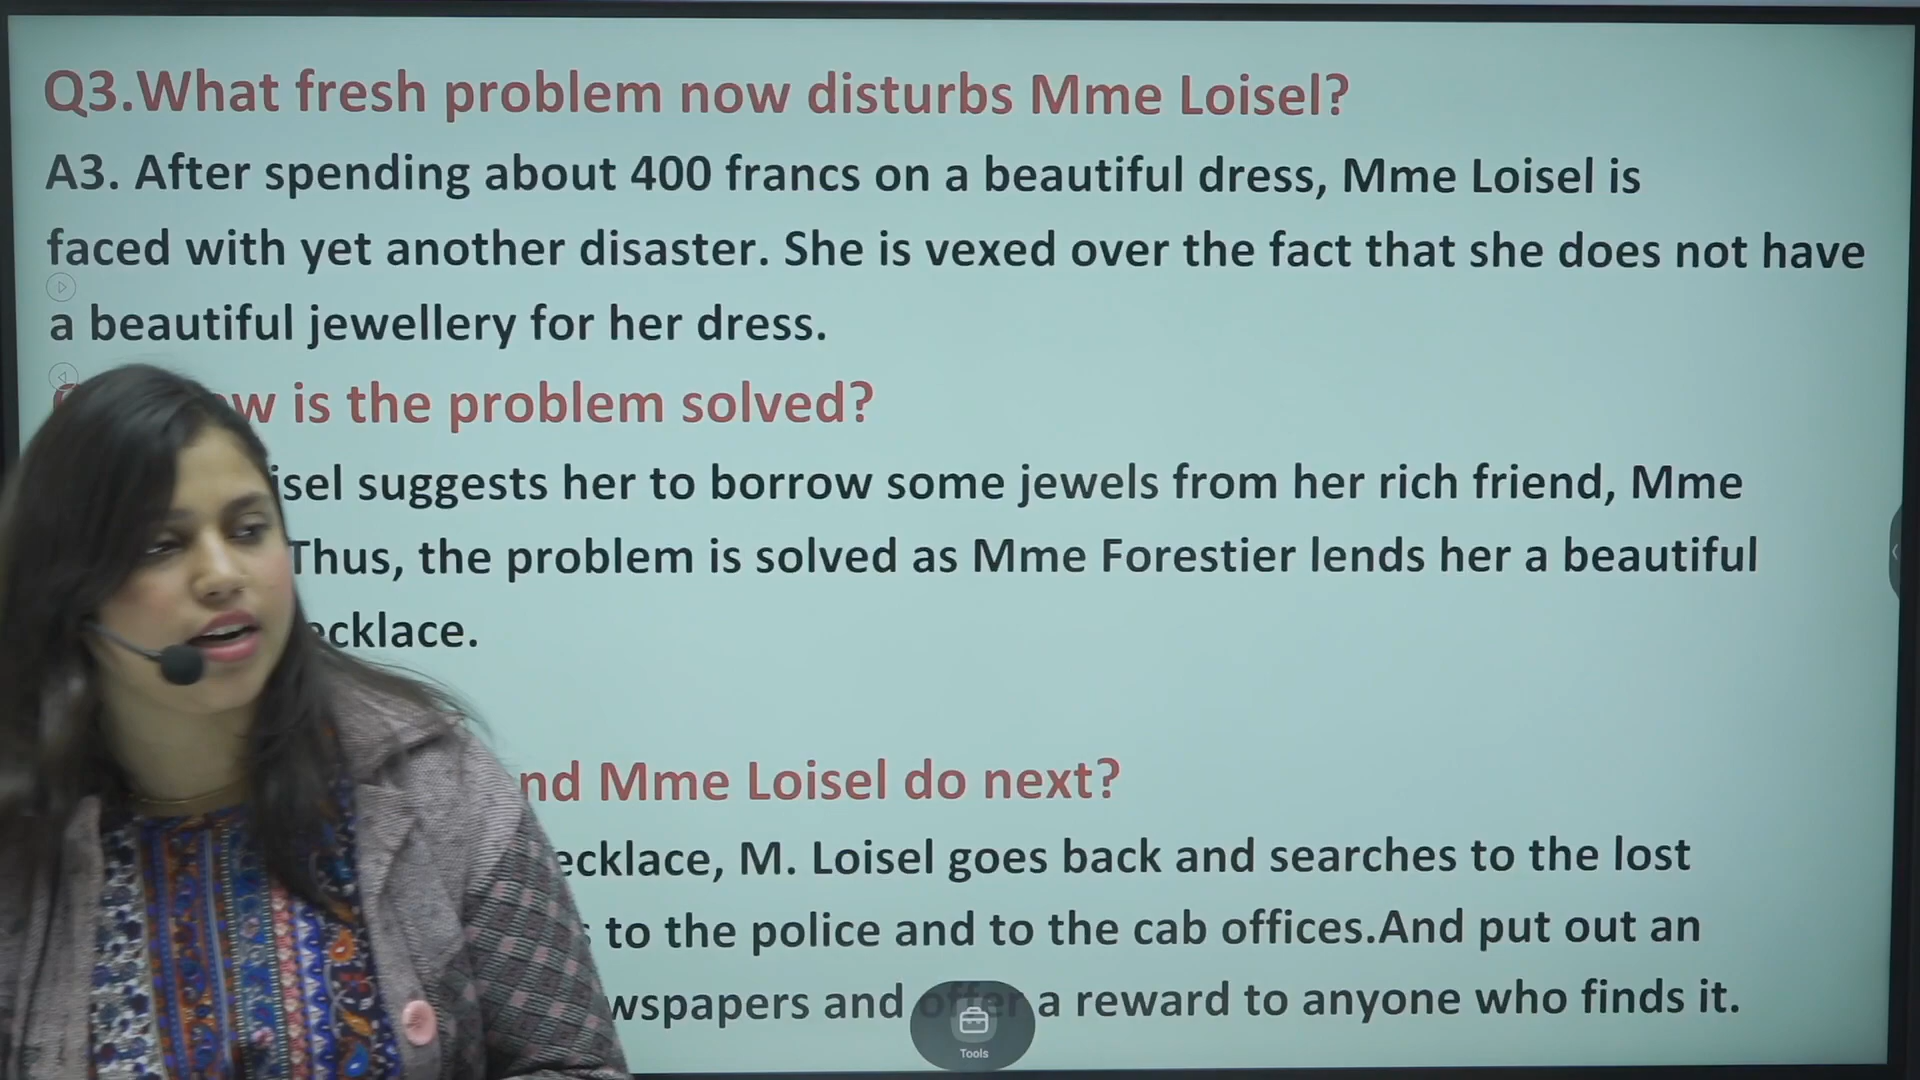 Q3.What fresh problem now disturbs Mme Loisel?
A3. After spending about 400 francs on a beautiful dress, Mme Loisel is
faced with yet another disaster. She is vexed over the fact that she does not have
a beautiful jewellery for her dress.
is the problem solved?
suggests her to borrow some jewels from her rich friend, Mme
Thus, the problem is solved as Mme Forestier lends her a beautiful
Mme Loisel do next?
M. Loisel goes back and searches to the lost
to the police and to the cab offices.And put out an
and offer a reward to anyone who finds it.
Tools